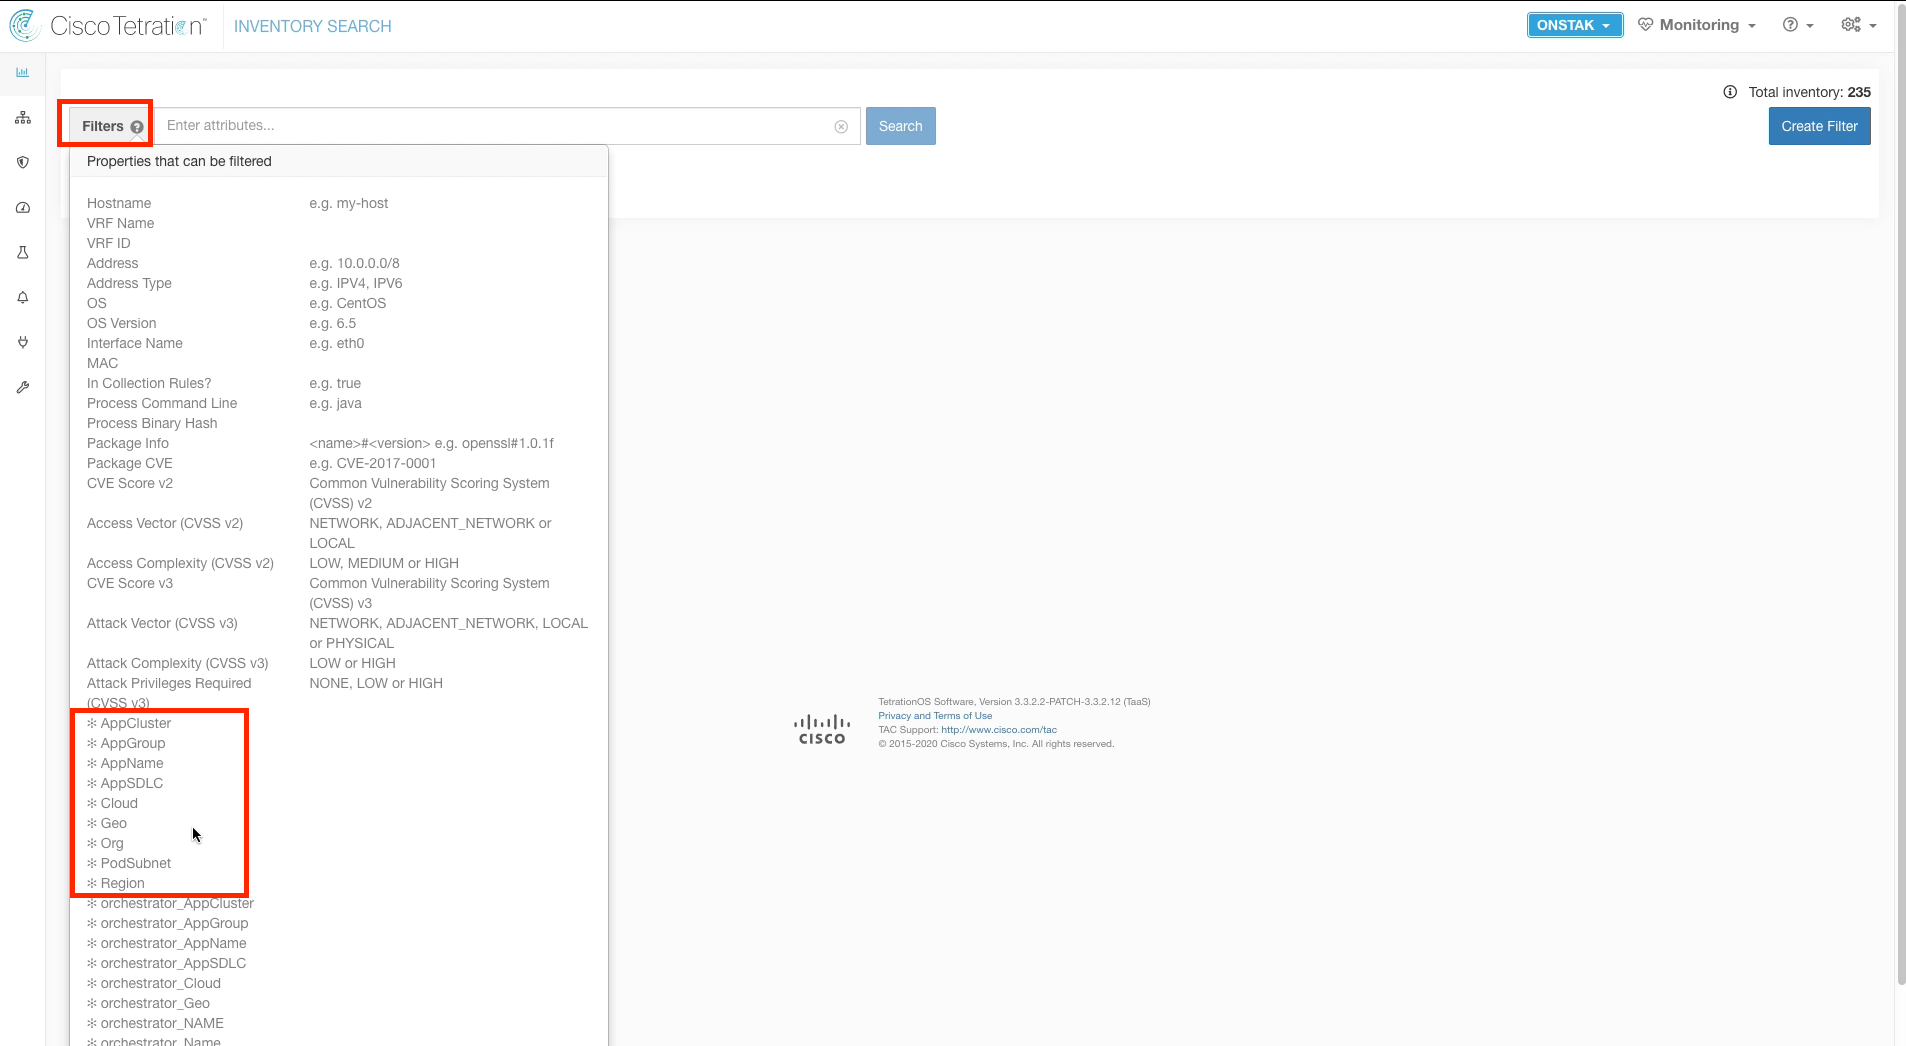 Cisco Tetration™ INVENTORY SEARCH ONSTAK Monitoring
Total inventory: 235
Filters Enter attributes... Search Create Filter
Properties that can be filtered
Hostname e.g. my-host
VRF Name
VRF ID
Address e.g. 10.0.0.0/8
Address Type e.g. IPV4, IPV6
OS e.g. CentOS
OS Version e.g. 6.5
Interface Name e.g. eth0
MAC
In Collection Rules? e.g. true
Process Command Line e.g. java
Process Binary Hash
Package Info <name>#<version> e.g. openssl#1.0.1f
Package CVE e.g. CVE-2017-0001
CVE Score v2 Common Vulnerability Scoring System
(CVSS) v2
Access Vector (CVSS v2) NETWORK, ADJACENT_NETWORK or
LOCAL
Access Complexity (CVSS v2) LOW, MEDIUM or HIGH
CVE Score v3 Common Vulnerability Scoring System
(CVSS) v3
Attack Vector (CVSS v3) NETWORK, ADJACENT_NETWORK, LOCAL
or PHYSICAL
Attack Complexity (CVSS v3) LOW or HIGH
Attack Privileges Required NONE, LOW or HIGH
(CVSS v3)
✻ AppCluster
✻ AppGroup
✻ AppName
✻ AppSDLC
✻ Cloud
✻ Geo
✻ Org
✻ PodSubnet
✻ Region
✻ orchestrator_AppCluster
✻ orchestrator_AppGroup
✻ orchestrator_AppName
✻ orchestrator_AppSDLC
✻ orchestrator_Cloud
✻ orchestrator_Geo
✻ orchestrator_NAME
✻ orchestrator_Name
CISCO
TetrationOS Software, Version 3.3.2.2-PATCH-3.3.2.12 (TaaS)
Privacy and Terms of Use
TAC Support: http://www.cisco.com/tac
© 2015-2020 Cisco Systems, Inc. All rights reserved.